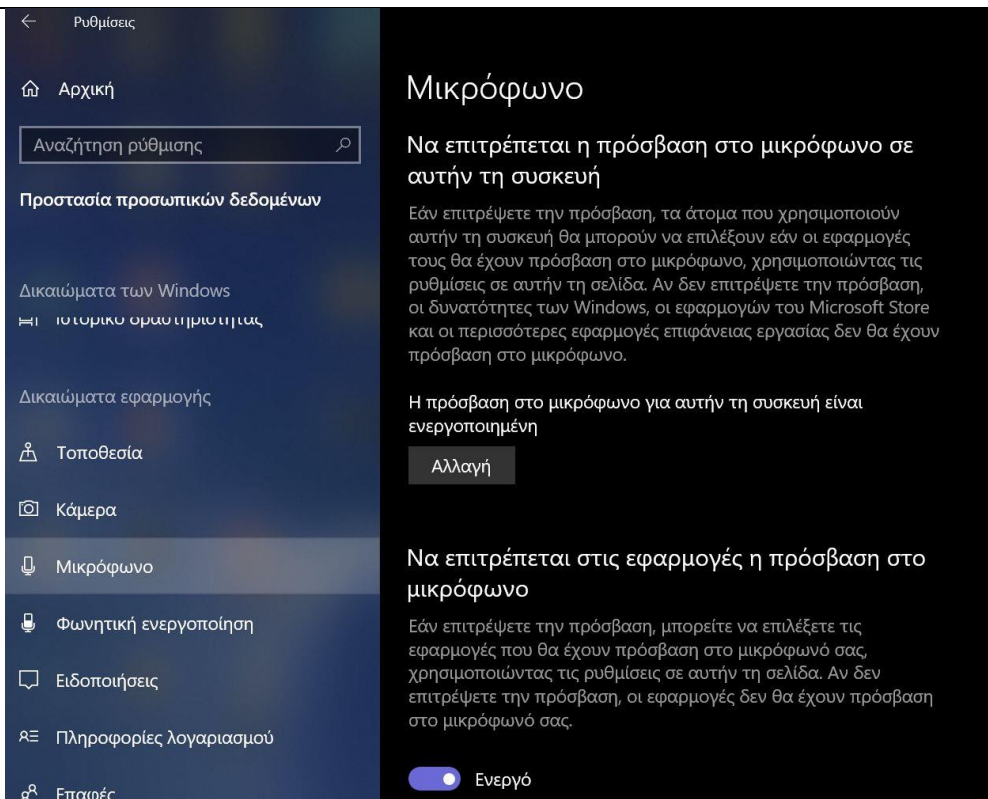 Ρυθμίσεις
Αρχική
Αναζήτηση ρύθμισης
Προστασία προσωπικών δεδομένων
Δικαιώματα των Windows
Ιστορικό δραστηριότητας
Δικαιώματα εφαρμογής
Τοποθεσία
Κάμερα
Μικρόφωνο
Φωνητική ενεργοποίηση
Ειδοποιήσεις
Πληροφορίες λογαριασμού
Επαφές
Μικρόφωνο
Να επιτρέπεται η πρόσβαση στο μικρόφωνο σε
αυτήν τη συσκευή
Εάν επιτρέψετε την πρόσβαση, τα άτομα που χρησιμοποιούν
αυτήν τη συσκευή θα μπορούν να επιλέξουν εάν οι εφαρμογές
τους θα έχουν πρόσβαση στο μικρόφωνο, χρησιμοποιώντας τις
ρυθμίσεις σε αυτήν τη σελίδα. Αν δεν επιτρέψετε την πρόσβαση,
οι δυνατότητες των Windows, οι εφαρμογών του Microsoft Store
και οι περισσότερες εφαρμογές επιφάνειας εργασίας δεν θα έχουν
πρόσβαση στο μικρόφωνο.
Η πρόσβαση στο μικρόφωνο για αυτήν τη συσκευή είναι
ενεργοποιημένη
Αλλαγή
Να επιτρέπεται στις εφαρμογές η πρόσβαση στο
μικρόφωνο
Εάν επιτρέψετε την πρόσβαση, μπορείτε να επιλέξετε τις
εφαρμογές που θα έχουν πρόσβαση στο μικρόφωνό σας,
χρησιμοποιώντας τις ρυθμίσεις σε αυτήν τη σελίδα. Αν δεν
επιτρέψετε την πρόσβαση, οι εφαρμογές δεν θα έχουν πρόσβαση
στο μικρόφωνό σας.
Ενεργό